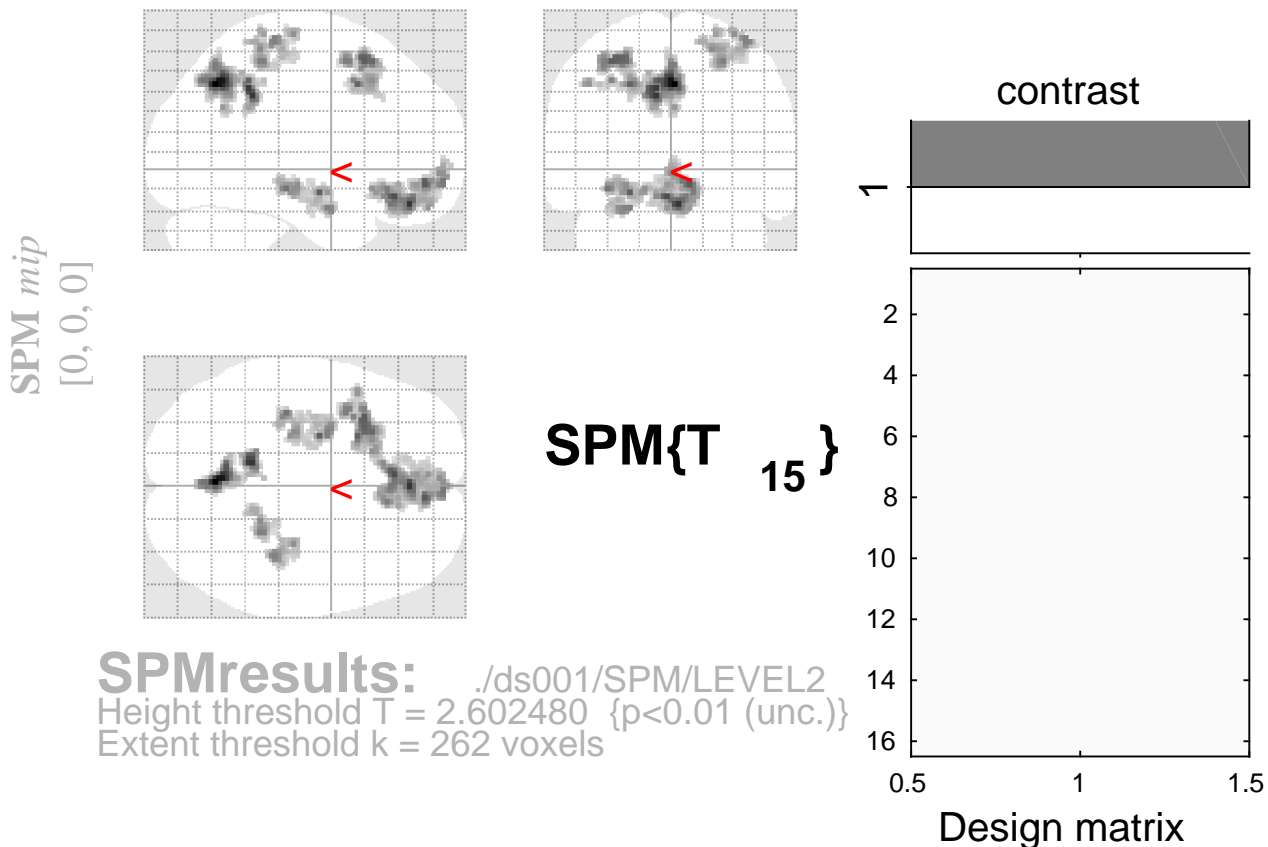 SPM mip
[0, 0, 0]
<
<
<
SPM{T 15}
contrast
1
2
4
6
8
10
12
14
16
0.5 1 1.5
Design matrix
SPMresults: ./ds001/SPM/LEVEL2
Height threshold T = 2.602480 {p<0.01 (unc.)}
Extent threshold k = 262 voxels